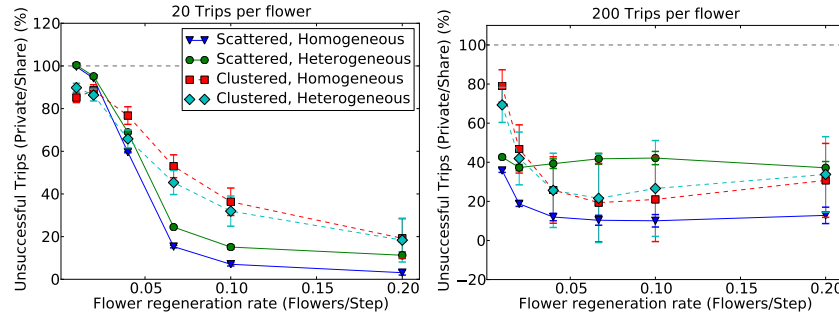 20 Trips per flower
Unsuccessful Trips (Private/Share) (%)
120
100
80
60
40
20
0
Scattered, Homogeneous
Scattered, Heterogeneous
Clustered, Homogeneous
Clustered, Heterogeneous
0.05
0.10
0.15
0.20
Flower regeneration rate (Flowers/Step)
200 Trips per flower
Unsuccessful Trips (Private/Share) (%)
100
80
60
40
20
0
−20
0.05
0.10
0.15
0.20
Flower regeneration rate (Flowers/Step)